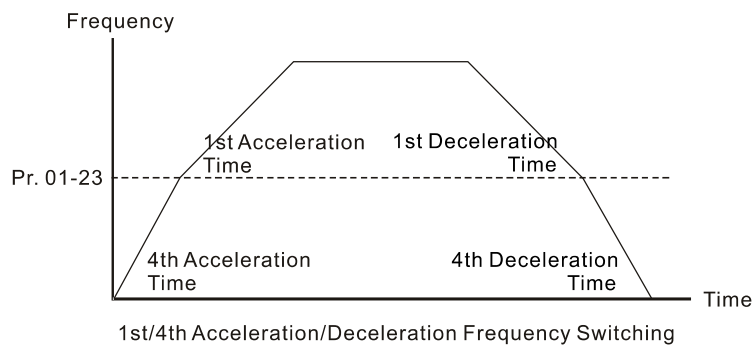 Frequency
1st Acceleration
Time
1st Deceleration
Time
Pr. 01-23
4th Acceleration
Time
4th Deceleration
Time
Time
1st/4th Acceleration/Deceleration Frequency Switching